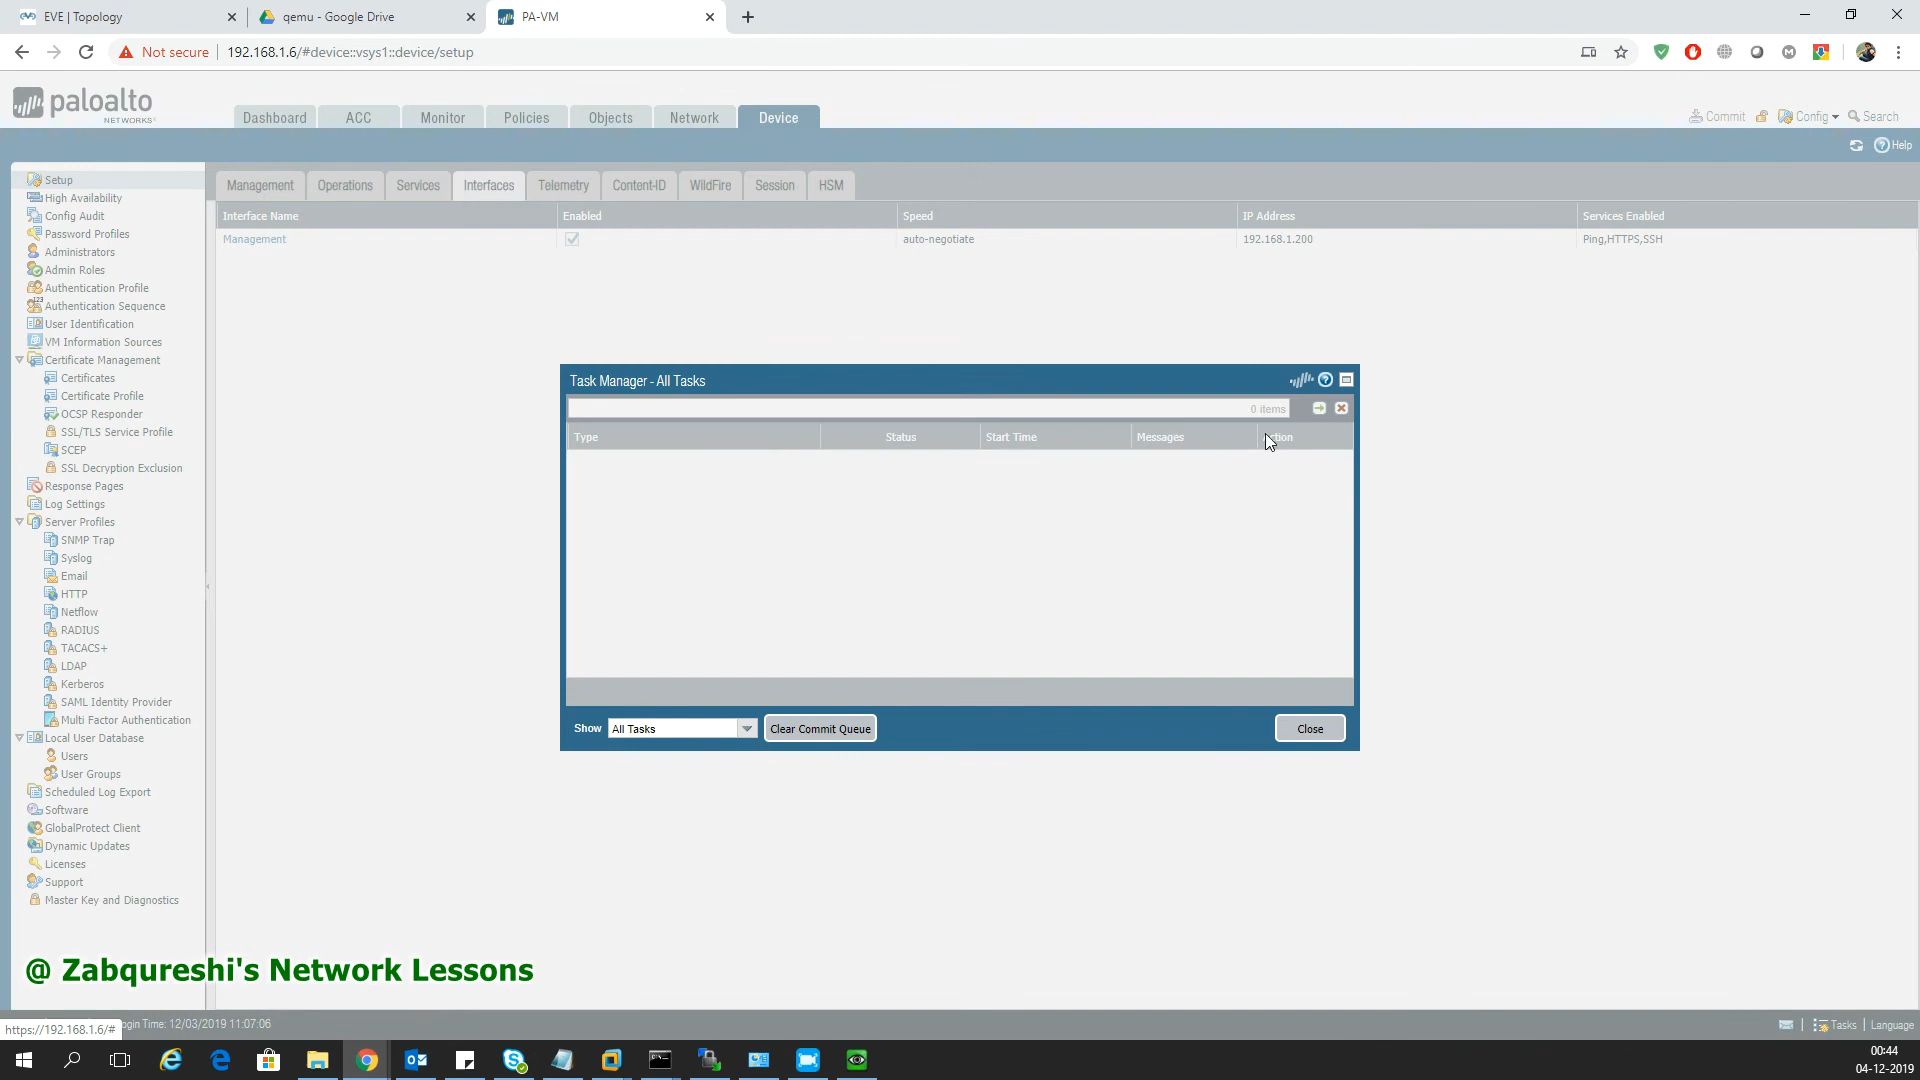 EVE | Topology
qemu - Google Drive
PA-VM
Not secure
192.168.1.6/#device::vsys1::device/setup
paloalto
NETWORKS
Dashboard
ACC
Monitor
Policies
Objects
Network
Device
Commit
Config
Search
Help
Setup
High Availability
Config Audit
Password Profiles
Administrators
Admin Roles
Authentication Profile
Authentication Sequence
User Identification
VM Information Sources
Certificate Management
Certificates
Certificate Profile
OCSP Responder
SSL/TLS Service Profile
SCEP
SSL Decryption Exclusion
Response Pages
Log Settings
Server Profiles
SNMP Trap
Syslog
Email
HTTP
Netflow
RADIUS
TACACS+
LDAP
Kerberos
SAML Identity Provider
Multi Factor Authentication
Local User Database
Users
User Groups
Scheduled Log Export
Software
GlobalProtect Client
Dynamic Updates
Licenses
Support
Master Key and Diagnostics
Management
Operations
Services
Interfaces
Telemetry
Content-ID
WildFire
Session
HSM
Interface Name
Enabled
Speed
IP Address
Services Enabled
Management
auto-negotiate
192.168.1.200
Ping,HTTPS,SSH
Task Manager - All Tasks
0 items
Type
Status
Start Time
Messages
Show
All Tasks
Clear Commit Queue
Close
@ Zabqureshi's Network Lessons
https://192.168.1.6/#
ogin Time: 12/03/2019 11:07:06
Tasks
Language
00:44
04-12-2019